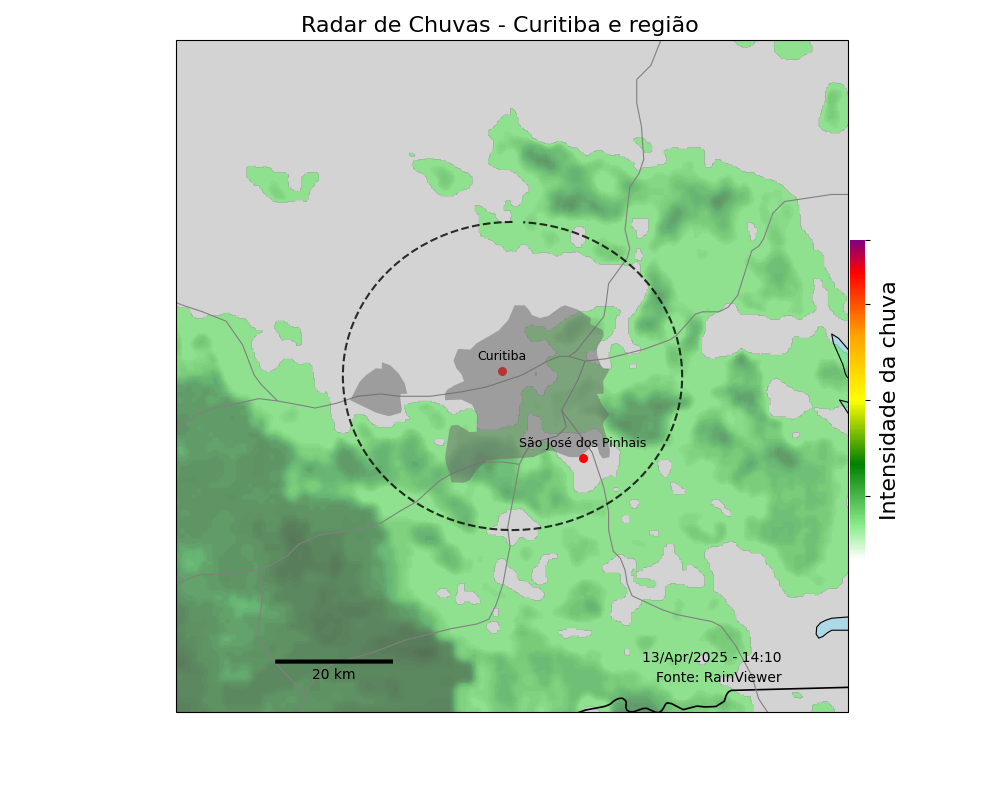 Radar de Chuvas - Curitiba e região
Curitiba
São José dos Pinhais
Intensidade da chuva
20 km
13/Apr/2025 - 14:10
Fonte: RainViewer